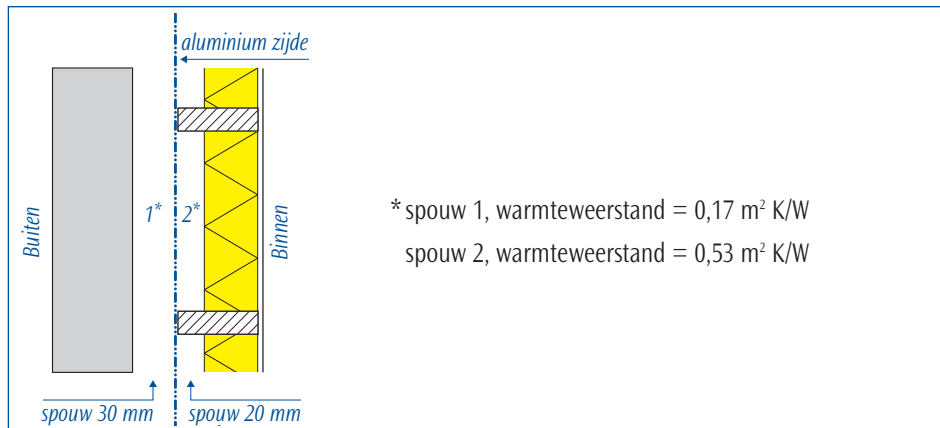 aluminium zijde
Buiten
1*
2*
Binnen
* spouw 1, warmteweerstand = 0,17 m² K/W
spouw 2, warmteweerstand = 0,53 m² K/W
spouw 30 mm
spouw 20 mm